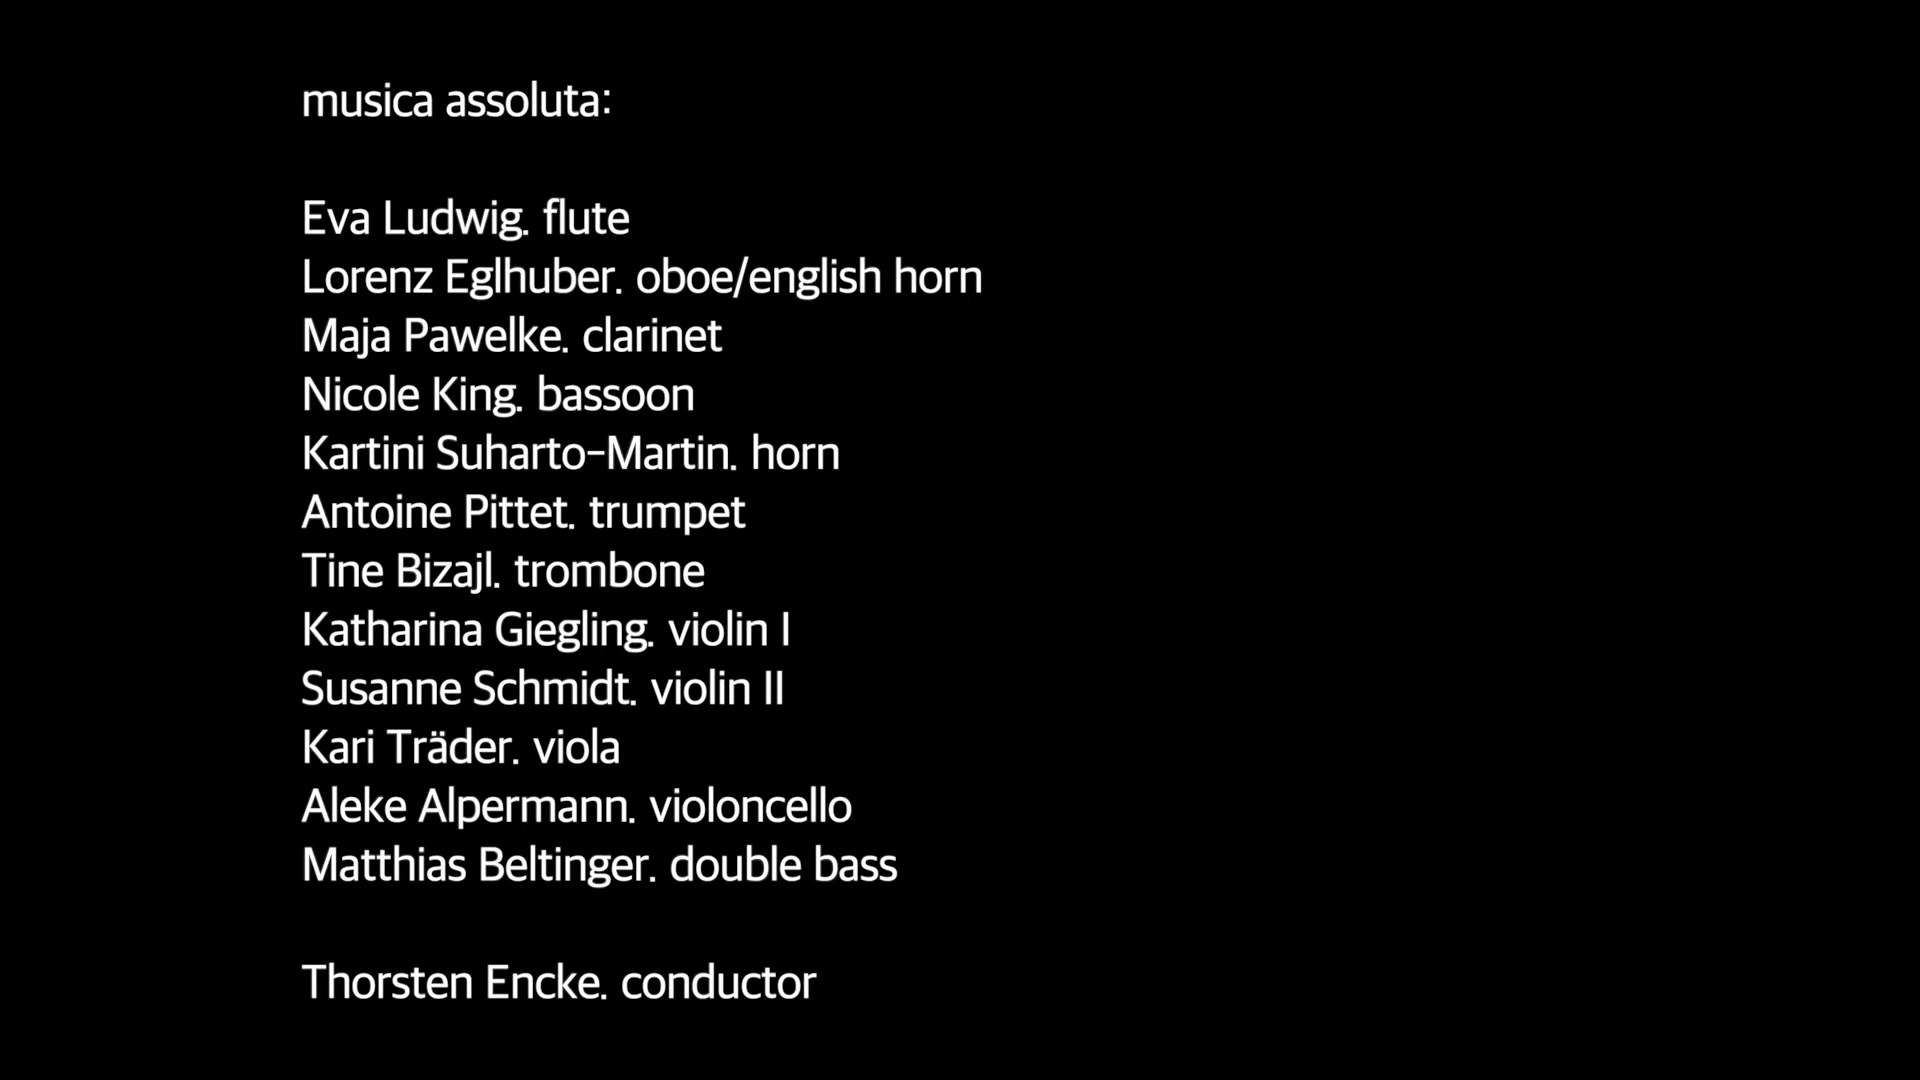 musica assoluta:
Eva Ludwig, flute
Lorenz Eglhuber, oboe/english horn
Maja Pawelke, clarinet
Nicole King, bassoon
Kartini Suharto-Martin, horn
Antoine Pittet, trumpet
Tine Bizajl, trombone
Katharina Giegling, violin I
Susanne Schmidt, violin II
Kari Träder, viola
Aleke Alpermann, violoncello
Matthias Beltinger, double bass
Thorsten Encke, conductor